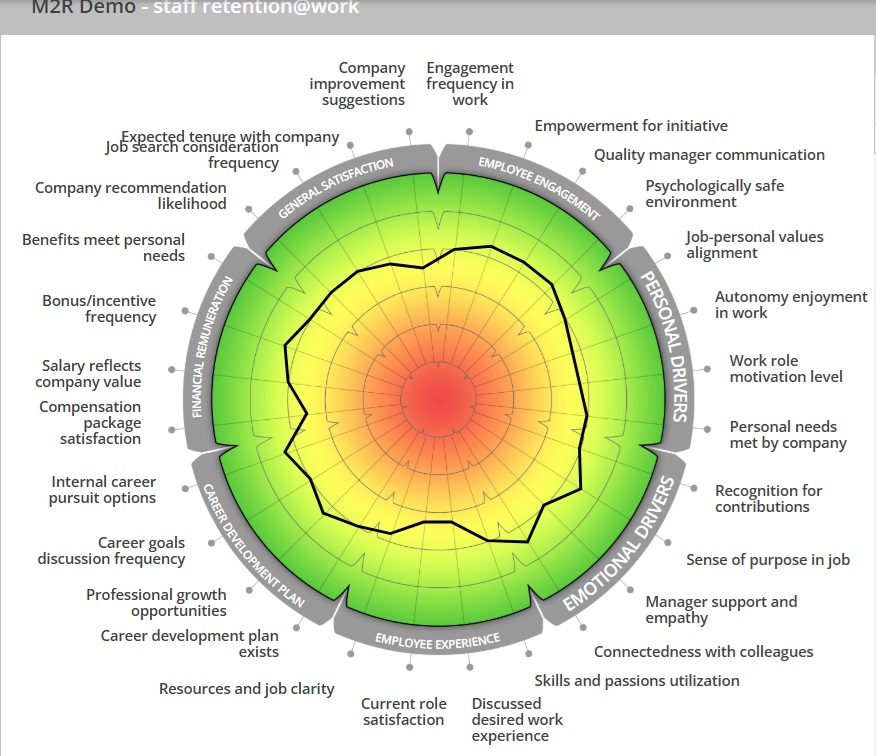 M2R Demo - staff retention@work
Company
improvement
suggestions
Engagement
frequency in
work
Expected tenure with company
Empowerment for initiative
Job search consideration
frequency
Quality manager communication
Company recommendation
likelihood
Psychologically safe
environment
Benefits meet personal
needs
Job-personal values
alignment
Bonus/incentive
frequency
Autonomy enjoyment
in work
Salary reflects
company value
Work role
motivation level
Compensation
package
satisfaction
Personal needs
met by company
Internal career
pursuit options
Recognition for
contributions
Career goals
discussion frequency
Sense of purpose in job
Professional growth
opportunities
Manager support and
empathy
Career development plan
exists
Connectedness with colleagues
Resources and job clarity
Skills and passions utilization
Current role
satisfaction
Discussed
desired work
experience
GENERAL SATISFACTION
EMPLOYEE ENGAGEMENT
PERSONAL DRIVERS
EMOTIONAL DRIVERS
EMPLOYEE EXPERIENCE
CAREER DEVELOPMENT PLAN
FINANCIAL REMUNERATION